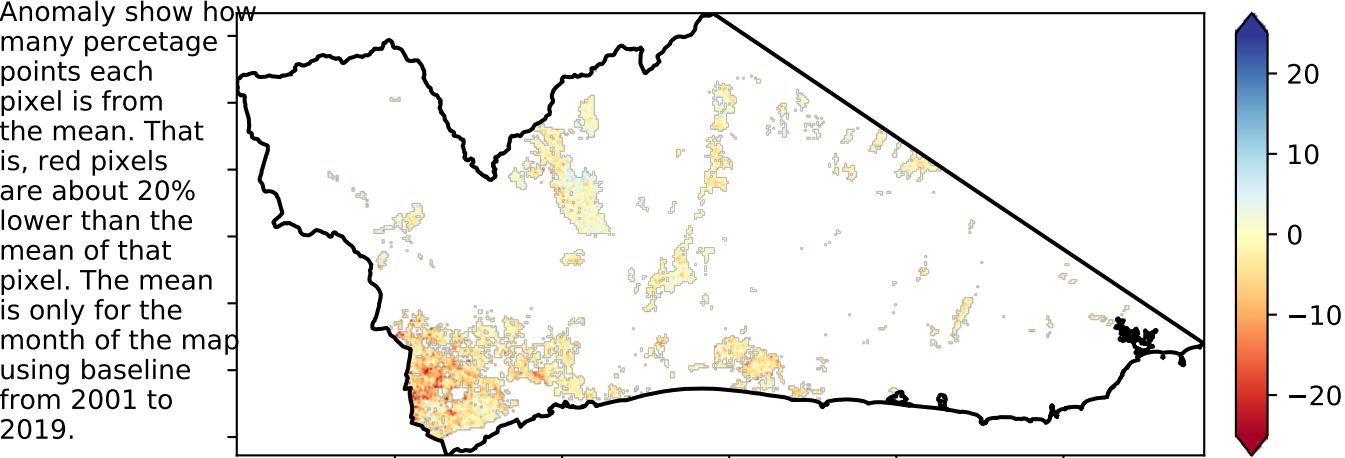 Anomaly show how
many percetage
points each
pixel is from
the mean. That
is, red pixels
are about 20%
lower than the
mean of that
pixel. The mean
is only for the
month of the map
using baseline
from 2001 to
2019.
20
10
0
−10
−20